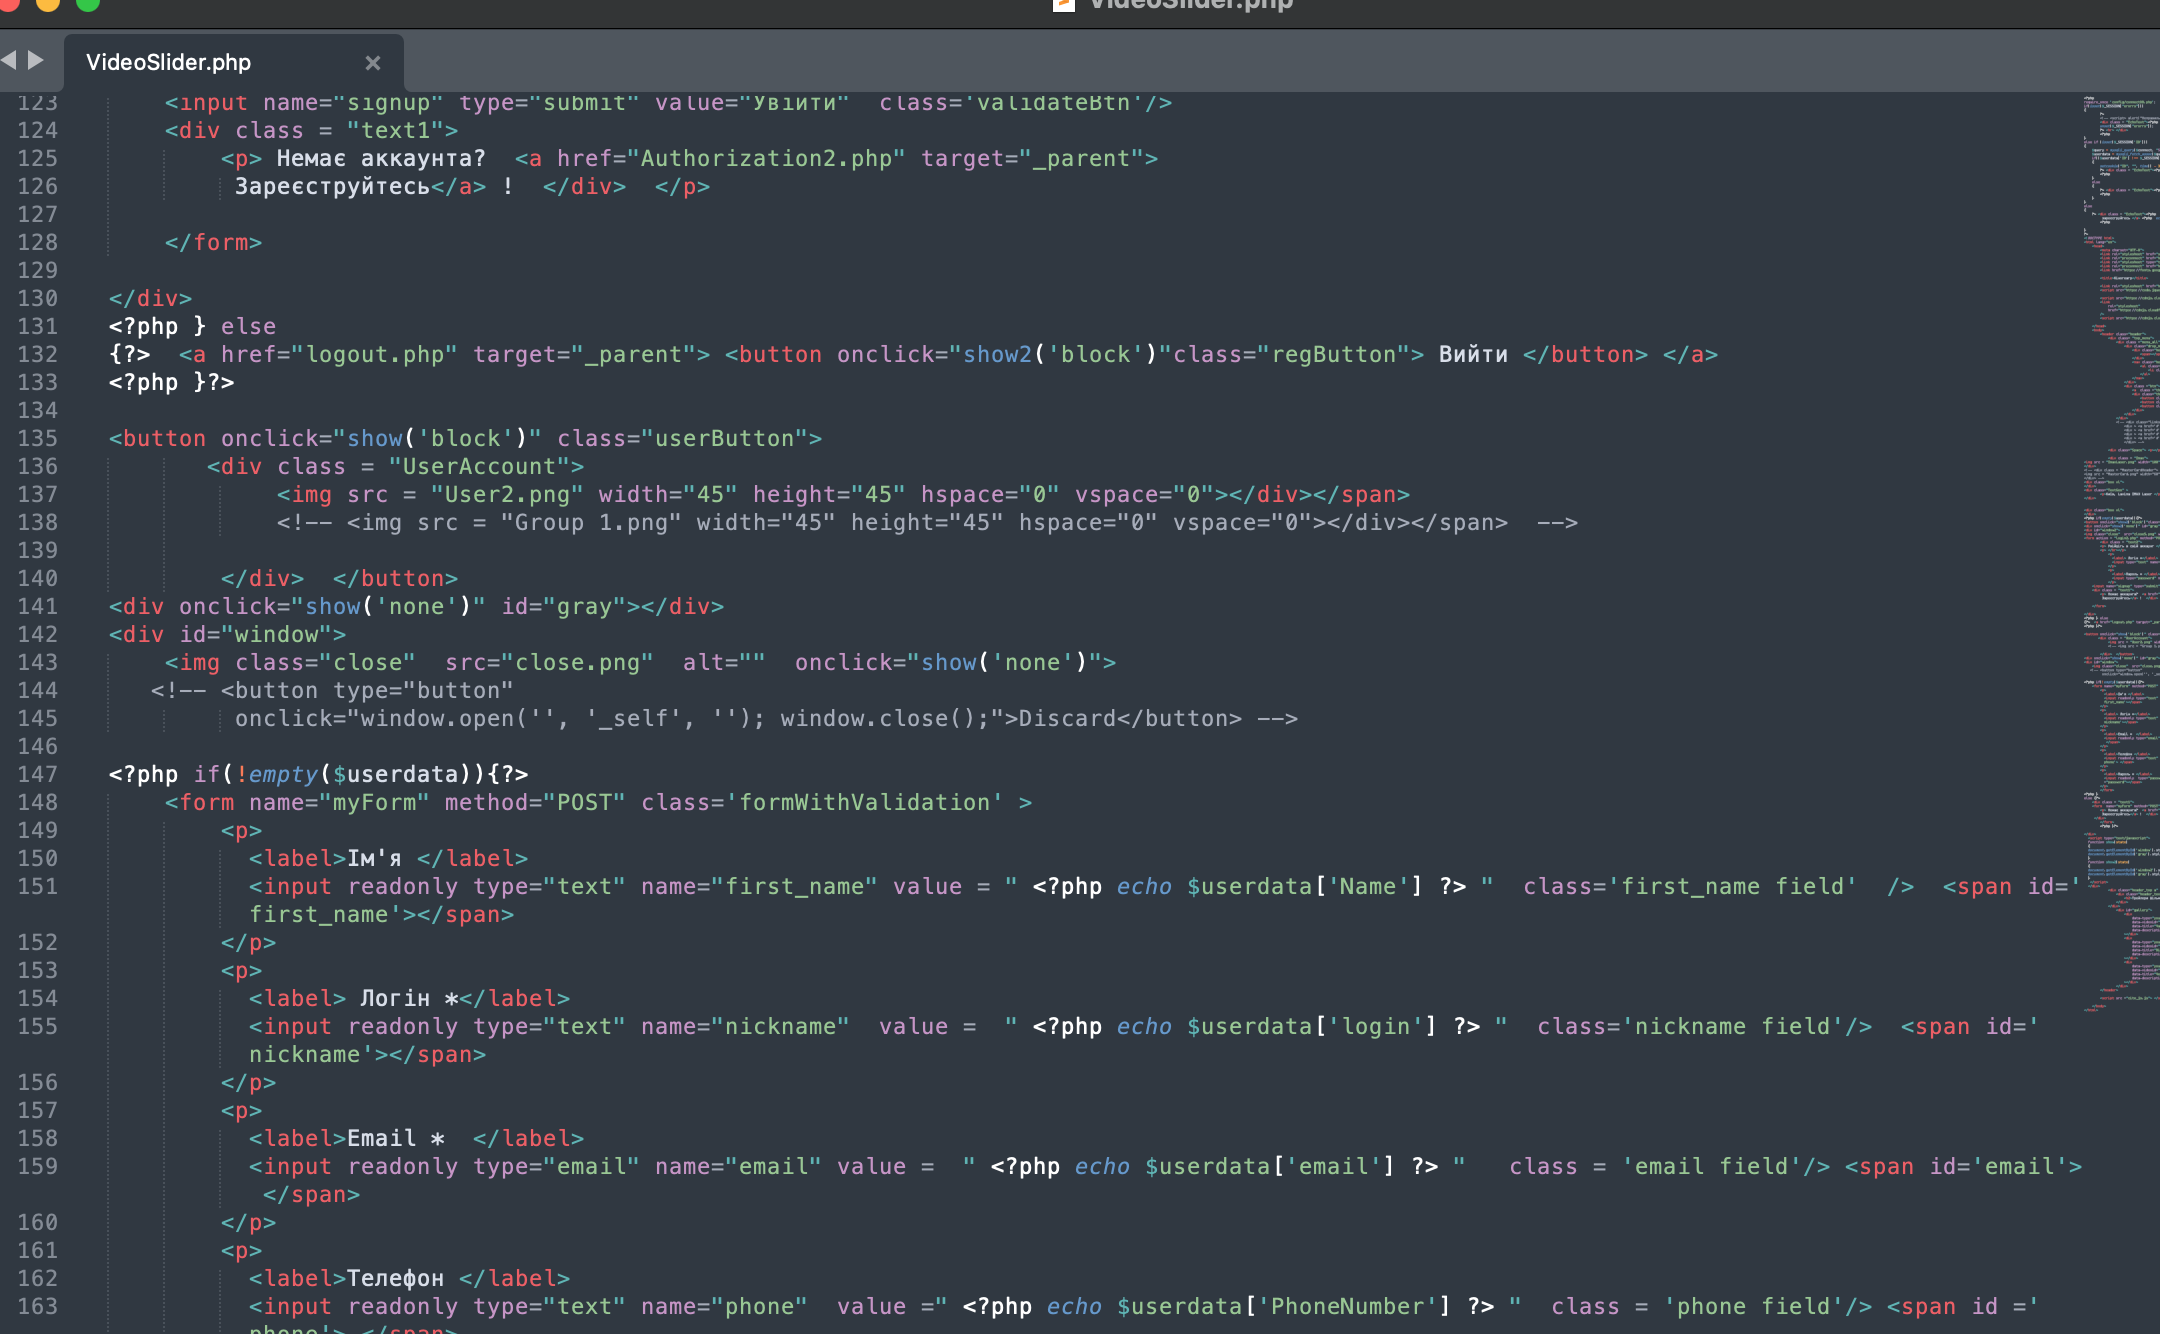 VideoSlider.php
VideoSlider.php ×
123 <input name="signup" type="submit" value="Увійти"  class='validateBtn'/>
124 <div class = "text1">
125 <p> Немає аккаунта?  <a href="Authorization2.php" target="_parent">
126 Зареєструйтесь</a> !  </div>  </p>
127
128 </form>
129
130 </div>
131 <?php } else
132 {?>  <a href="logout.php" target="_parent"> <button onclick="show2('block')"class="regButton"> Вийти </button> </a>
133 <?php }?>
134
135 <button onclick="show('block')" class="userButton">
136 <div class = "UserAccount">
137 <img src = "User2.png" width="45" height="45" hspace="0" vspace="0"></div></span>
138 <!-- <img src = "Group 1.png" width="45" height="45" hspace="0" vspace="0"></div></span>  -->
139
140 </div>  </button>
141 <div onclick="show('none')" id="gray"></div>
142 <div id="window">
143 <img class="close"  src="close.png"  alt=""  onclick="show('none')">
144 <!-- <button type="button"
145 onclick="window.open('', '_self', ''); window.close();">Discard</button> -->
146
147 <?php if(!empty($userdata)){?>
148 <form name="myForm" method="POST" class='formWithValidation' >
149 <p>
150 <label>Ім'я </label>
151 <input readonly type="text" name="first_name" value = " <?php echo $userdata['Name'] ?> "  class='first_name field'  />  <span id='
first_name'></span>
152 </p>
153 <p>
154 <label> Логін *</label>
155 <input readonly type="text" name="nickname"  value =  " <?php echo $userdata['login'] ?> "  class='nickname field'/>  <span id='
nickname'></span>
156 </p>
157 <p>
158 <label>Email *  </label>
159 <input readonly type="email" name="email" value =  " <?php echo $userdata['email'] ?> "   class = 'email field'/> <span id='email'>
</span>
160 </p>
161 <p>
162 <label>Телефон </label>
163 <input readonly type="text" name="phone"  value =" <?php echo $userdata['PhoneNumber'] ?> "  class = 'phone field'/> <span id ='
phone'> </span>